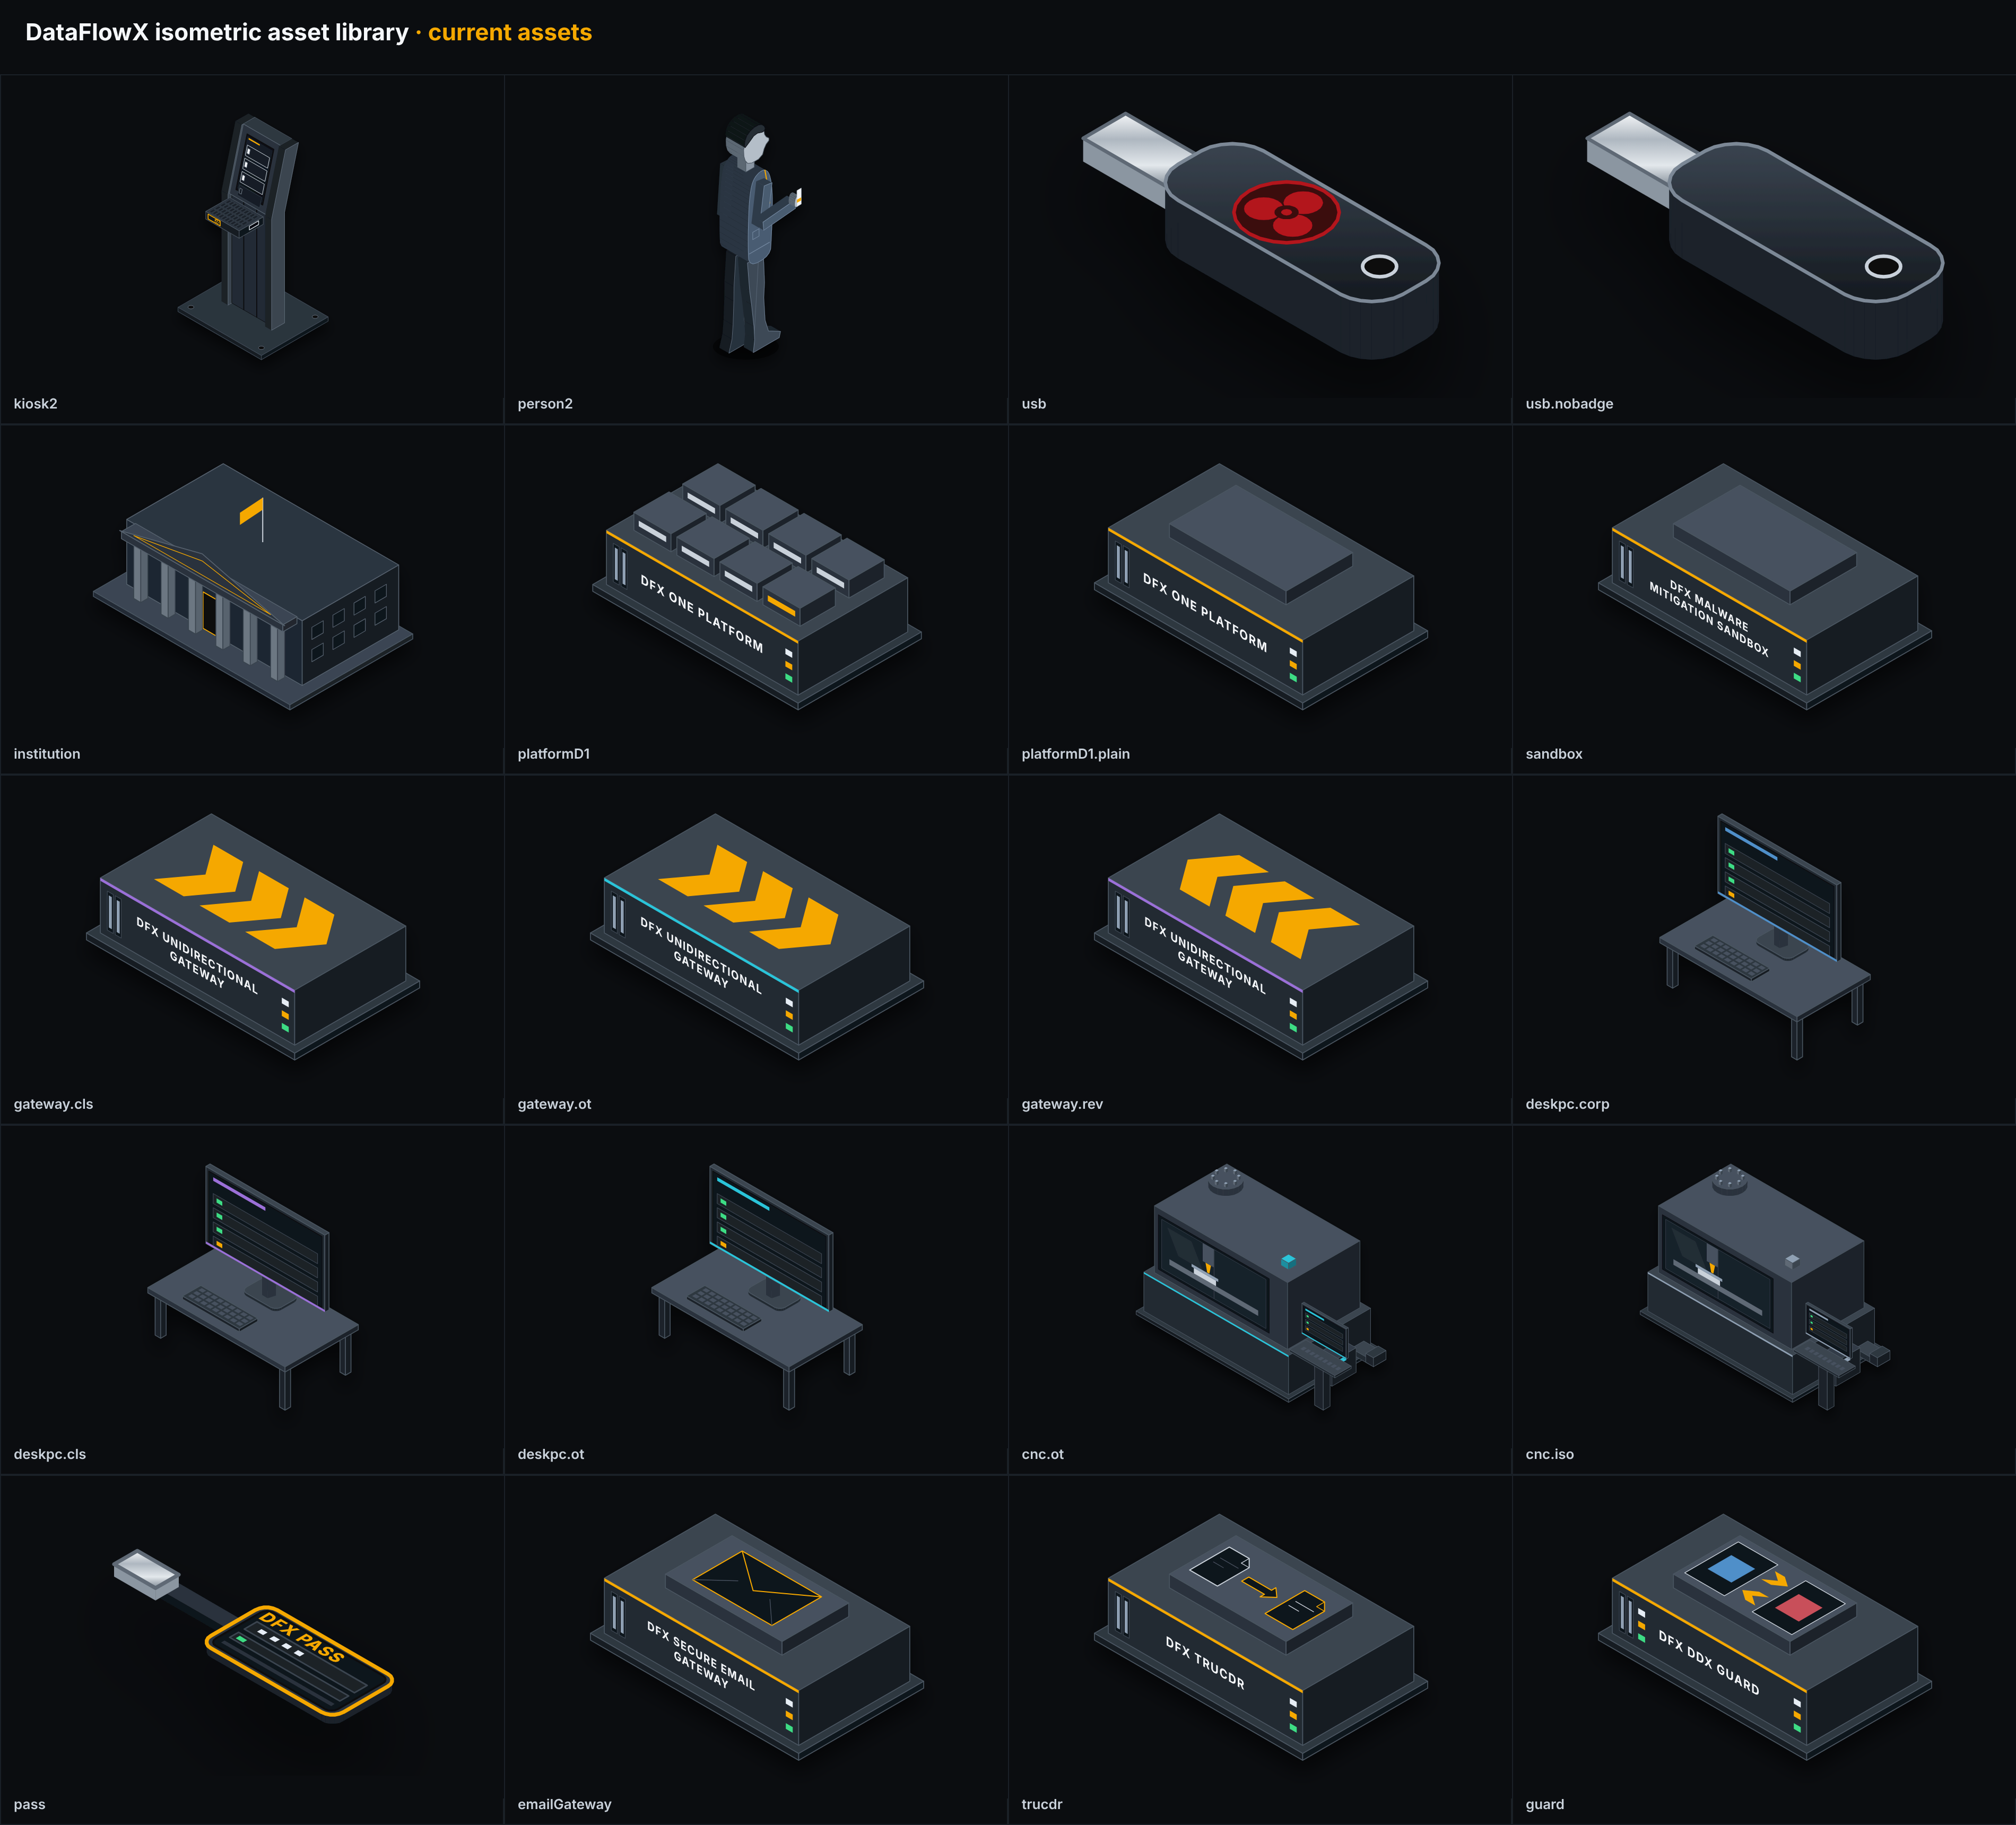 DataFlowX isometric asset library · current assets
kiosk2
person2
usb
usb.nobadge
DFX ONE PLATFORM
DFX ONE PLATFORM
DFX MALWARE
MITIGATION SANDBOX
institution
platformD1
platformD1.plain
sandbox
DFX UNIDIRECTIONAL
GATEWAY
DFX UNIDIRECTIONAL
GATEWAY
DFX UNIDIRECTIONAL
GATEWAY
gateway.cls
gateway.ot
gateway.rev
deskpc.corp
deskpc.cls
deskpc.ot
cnc.ot
cnc.iso
DFX PASS
DFX SECURE EMAIL
GATEWAY
DFX TRUCDR
DFX DDX GUARD
pass
emailGateway
trucdr
guard